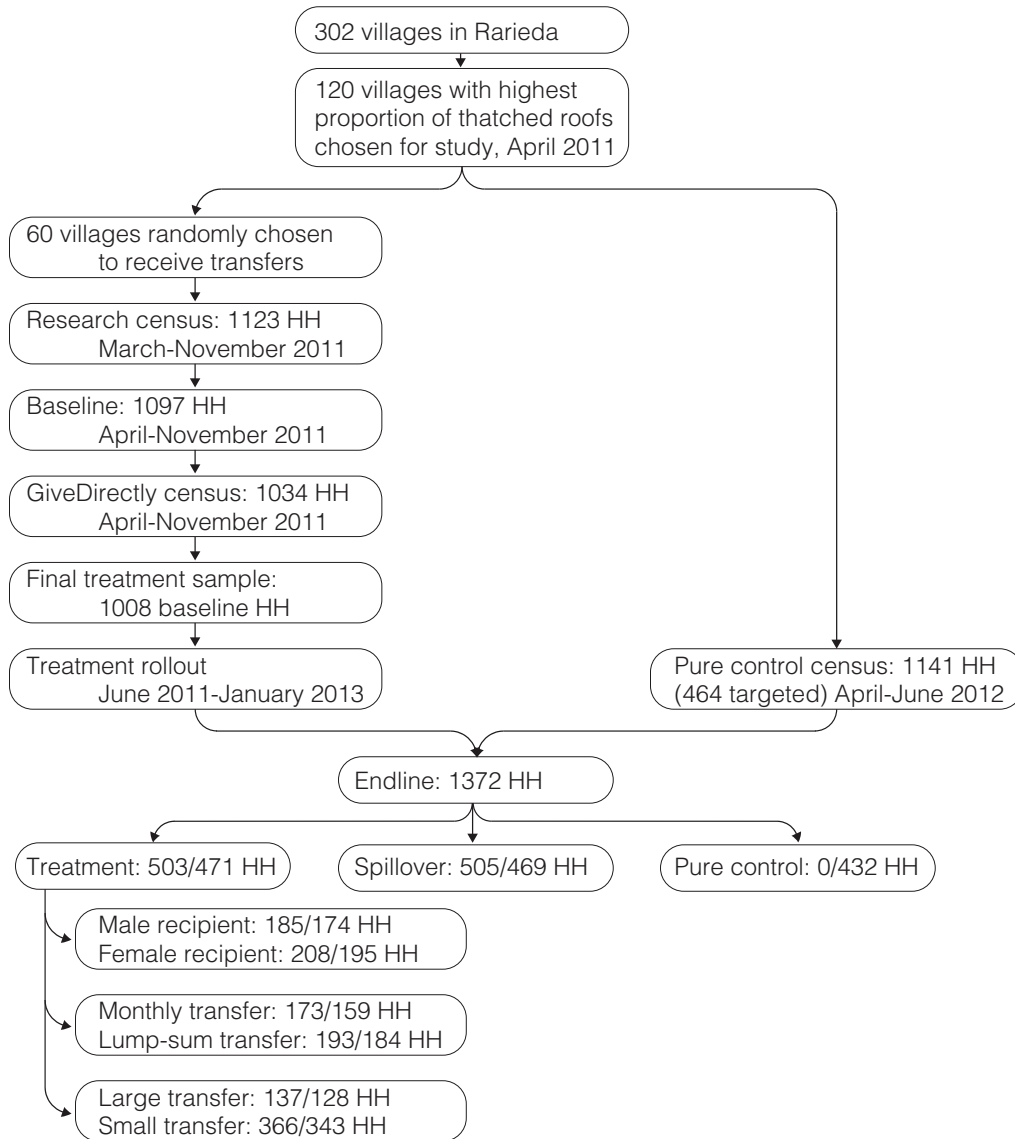 302 villages in Rarieda
120 villages with highest
proportion of thatched roofs
chosen for study, April 2011
60 villages randomly chosen
to receive transfers
Research census: 1123 HH
March-November 2011
Baseline: 1097 HH
April-November 2011
GiveDirectly census: 1034 HH
April-November 2011
Final treatment sample:
1008 baseline HH
Treatment rollout
June 2011-January 2013
Pure control census: 1141 HH
(464 targeted) April-June 2012
Endline: 1372 HH
Treatment: 503/471 HH
Spillover: 505/469 HH
Pure control: 0/432 HH
Male recipient: 185/174 HH
Female recipient: 208/195 HH
Monthly transfer: 173/159 HH
Lump-sum transfer: 193/184 HH
Large transfer: 137/128 HH
Small transfer: 366/343 HH